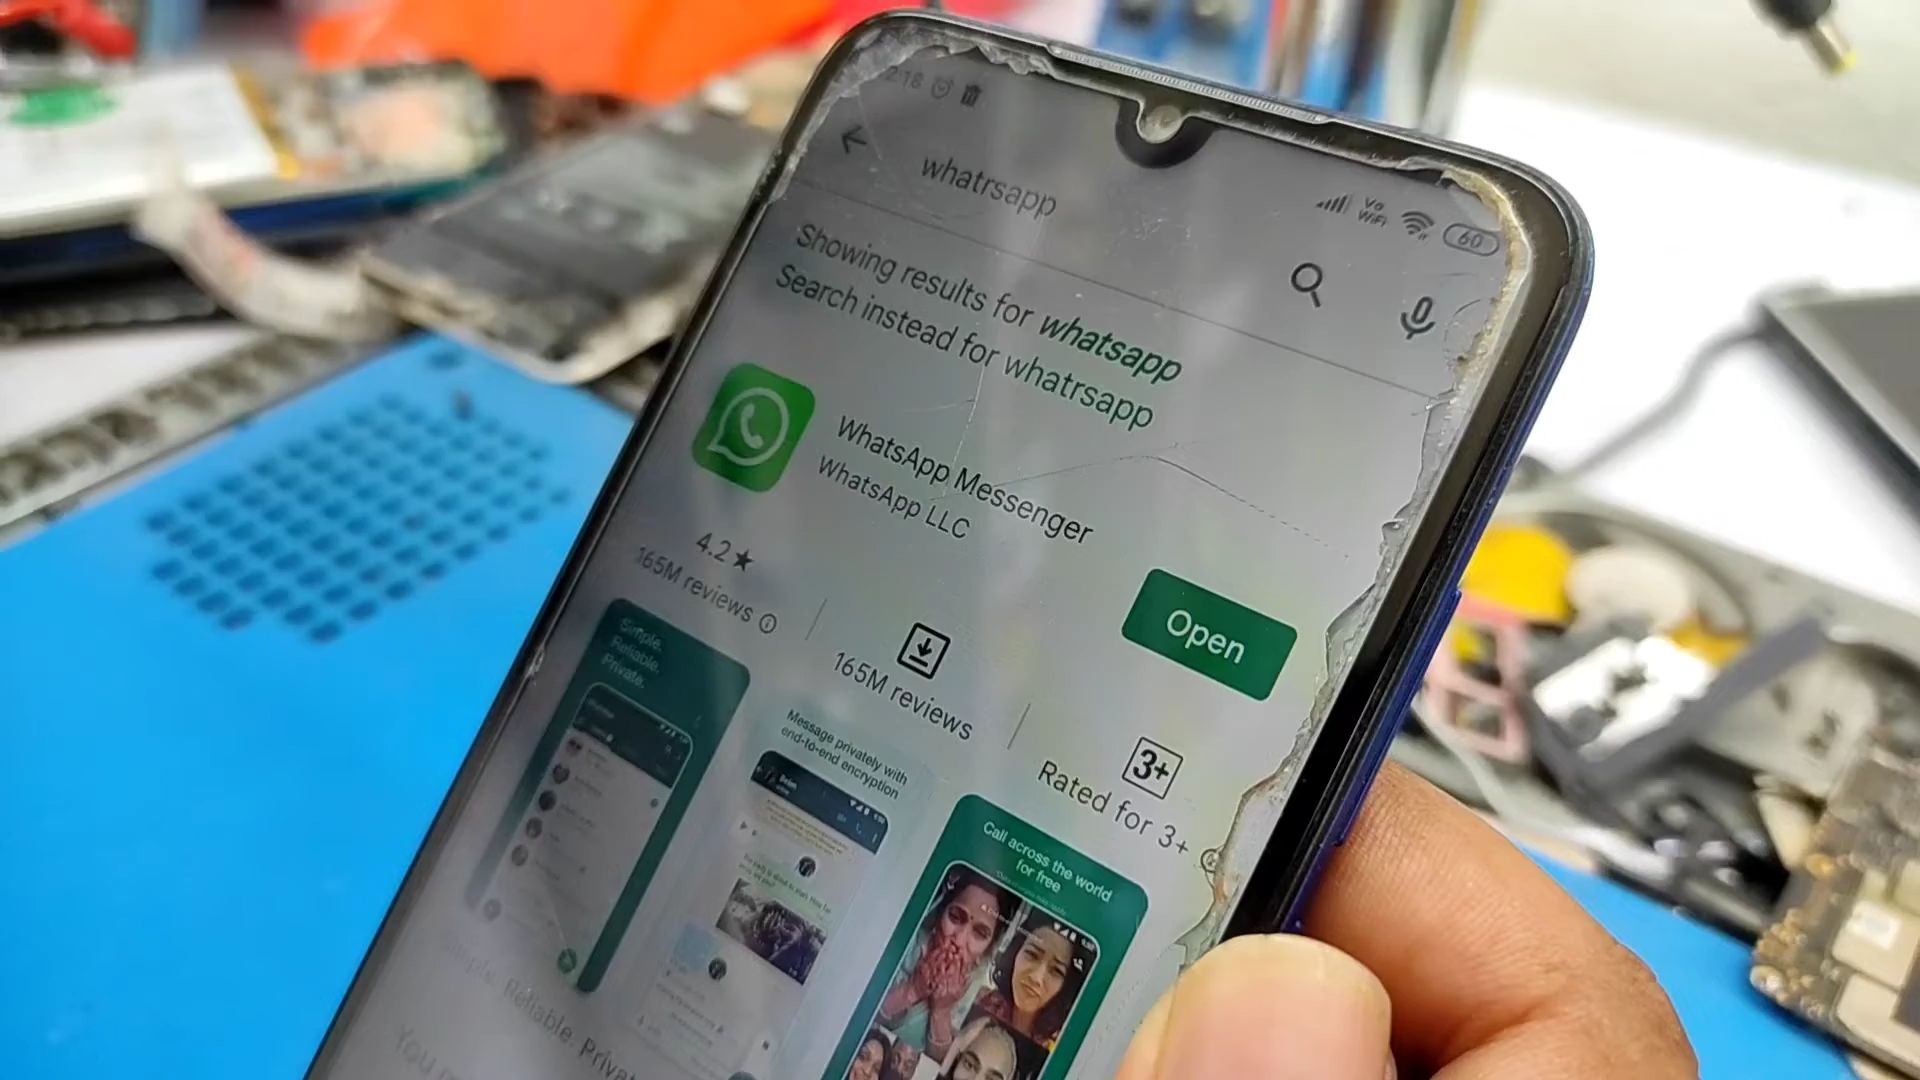 2:18
Vo
WiFi
60
whatrsapp
Showing results for whatsapp
Search instead for whatrsapp
WhatsApp Messenger
WhatsApp LLC
Open
4.2★
165M reviews
165M reviews
3+
Rated for 3+
Simple.
Reliable.
Private.
Message privately with
end-to-end encryption
Call across the world
for free
Simple. Reliable. Privat
You